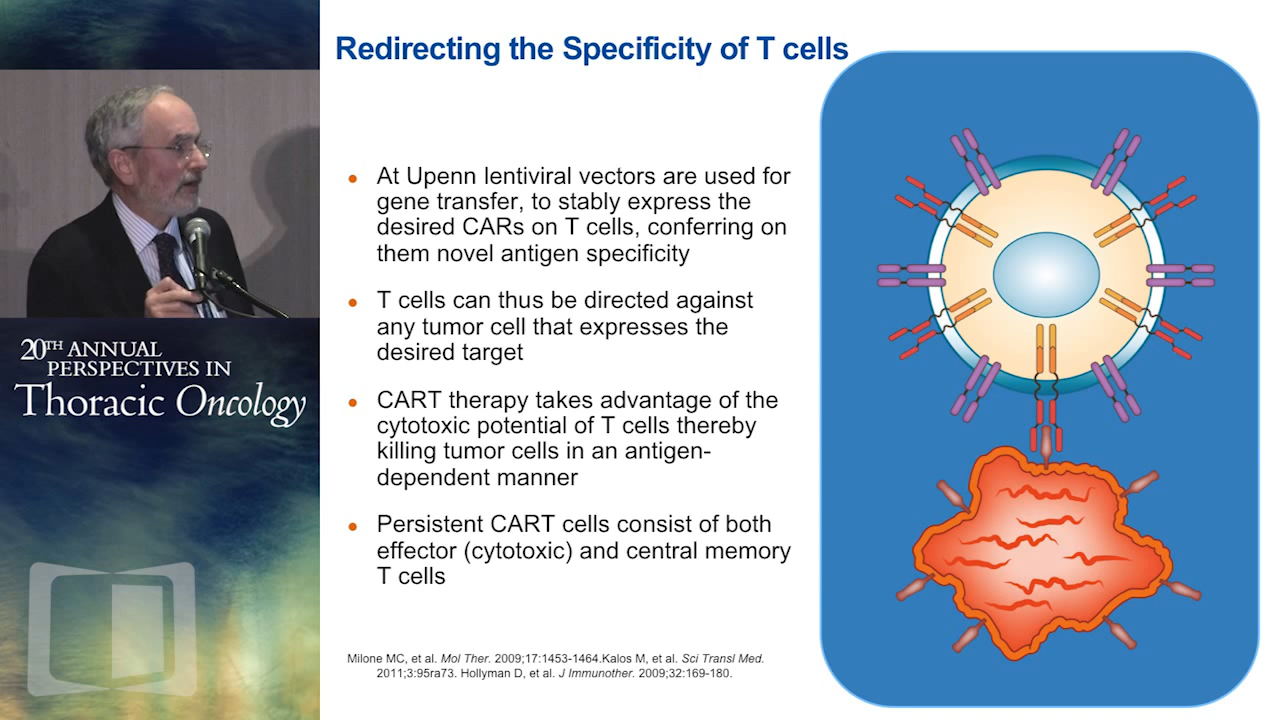 Redirecting the Specificity of T cells
• At Upenn lentiviral vectors are used for
gene transfer, to stably express the
desired CARs on T cells, conferring on
them novel antigen specificity
• T cells can thus be directed against
any tumor cell that expresses the
desired target
• CART therapy takes advantage of the
cytotoxic potential of T cells thereby
killing tumor cells in an antigen-
dependent manner
• Persistent CART cells consist of both
effector (cytotoxic) and central memory
T cells
Milone MC, et al. Mol Ther. 2009;17:1453-1464.Kalos M, et al. Sci Transl Med.
2011;3:95ra73. Hollyman D, et al. J Immunother. 2009;32:169-180.
20TH ANNUAL
PERSPECTIVES IN
Thoracic Oncology